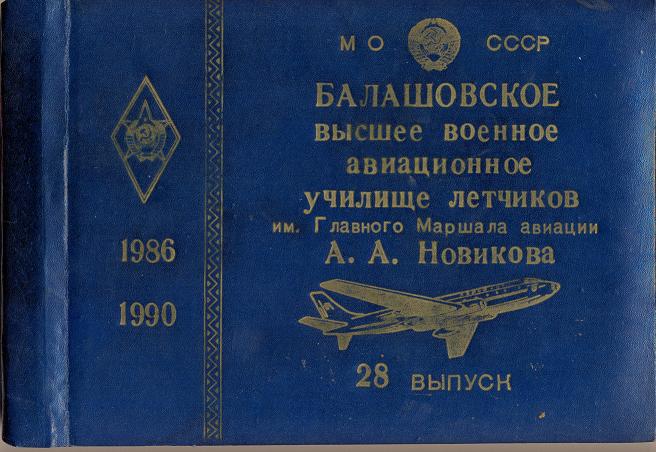 МО СССР
БАЛАШОВСКОЕ
высшее военное
авиационное
училище летчиков
им. Главного Маршала авиации
А. А. Новикова
1986
1990
28 ВЫПУСК